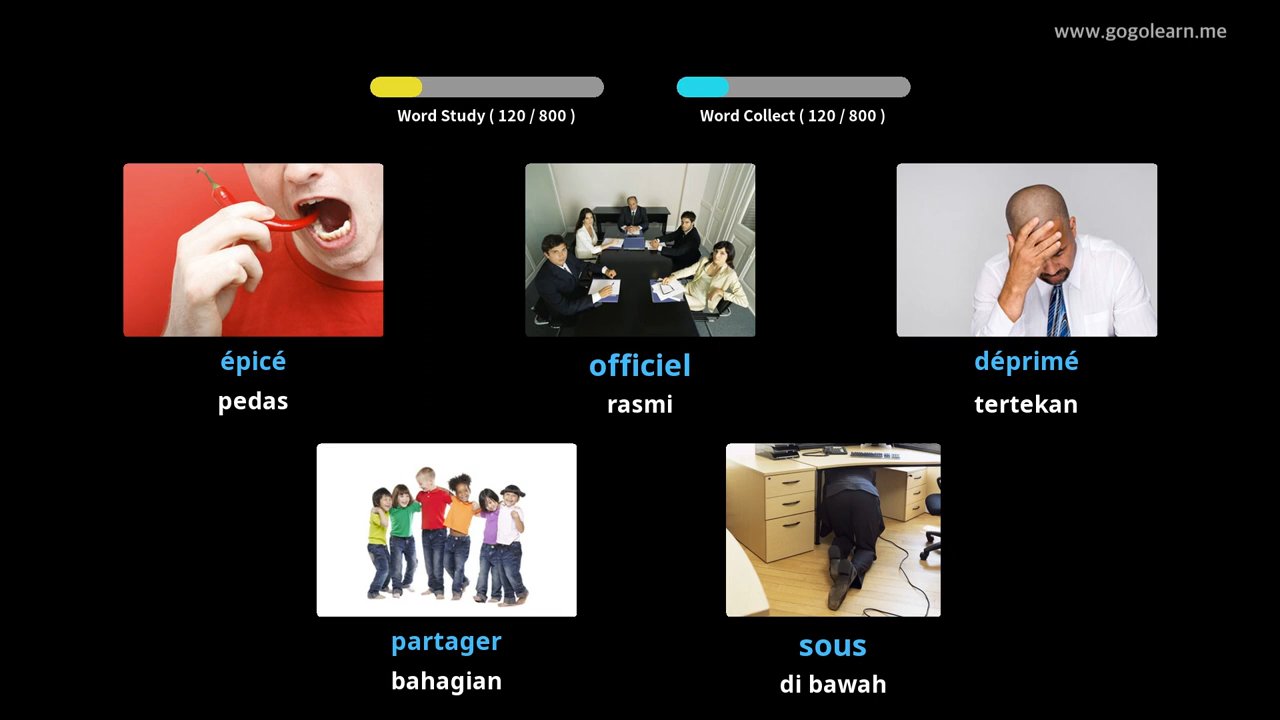 www.gogolearn.me
Word Study ( 120 / 800 )
Word Collect ( 120 / 800 )
épicé
pedas
officiel
rasmi
déprimé
tertekan
partager
bahagian
sous
di bawah